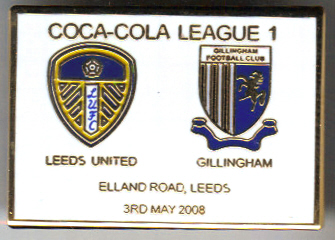 COCA-COLA LEAGUE 1
LUFC
GILLINGHAM
FOOTBALL CLUB
LEEDS UNITED
GILLINGHAM
ELLAND ROAD, LEEDS
3RD MAY 2008